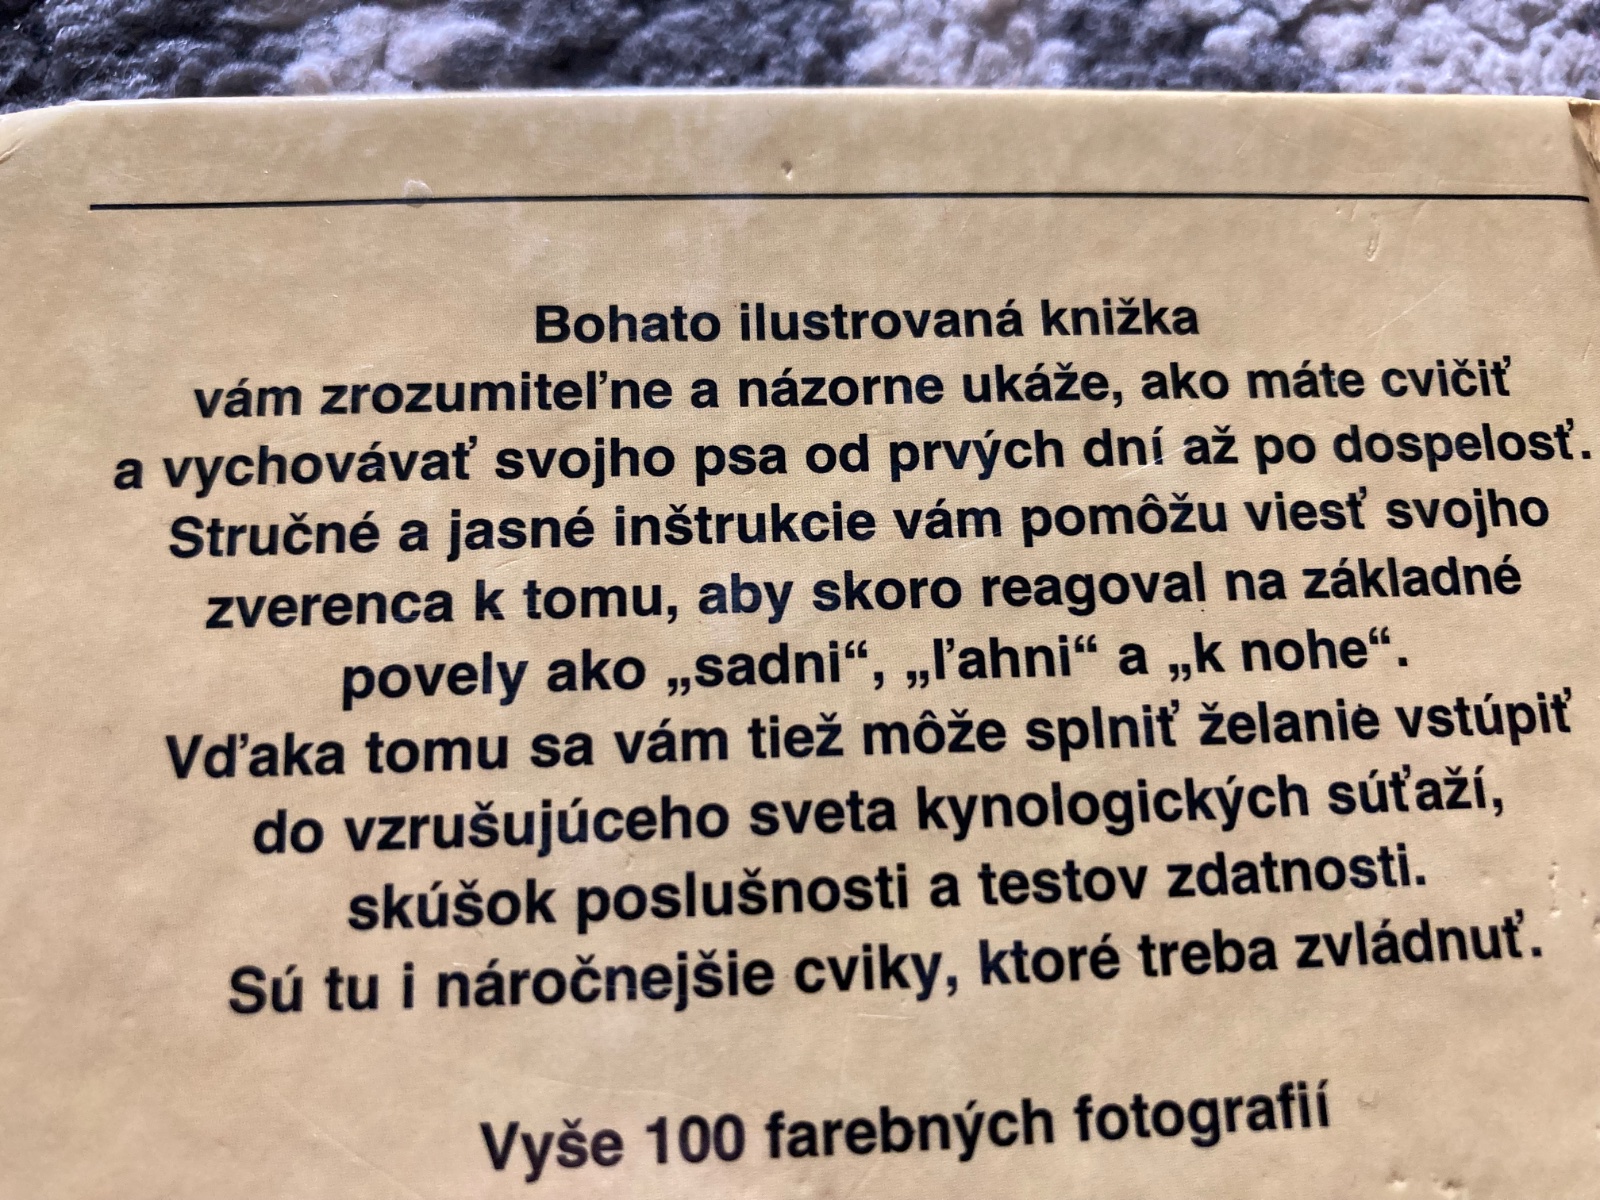 Bohato ilustrovaná knižka
vám zrozumiteľne a názorne ukáže, ako máte cvičiť
a vychovávať svojho psa od prvých dní až po dospelosť.
Stručné a jasné inštrukcie vám pomôžu viesť svojho
zverenca k tomu, aby skoro reagoval na základné
povely ako „sadni“, „ľahni“ a „k nohe“.
Vďaka tomu sa vám tiež môže splniť želanie vstúpiť
do vzrušujúceho sveta kynologických súťaží,
skúšok poslušnosti a testov zdatnosti.
Sú tu i náročnejšie cviky, ktoré treba zvládnuť.
Vyše 100 farebných fotografií